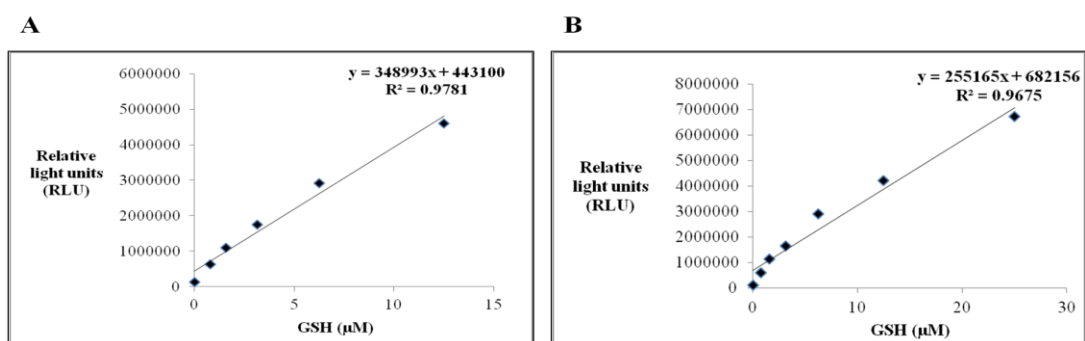 A
B
y = 348993x + 443100
R² = 0.9781
6000000
5000000
4000000
3000000
2000000
1000000
0
Relative
light units
(RLU)
0
5
10
15
GSH (µM)
y = 255165x + 682156
R² = 0.9675
8000000
7000000
6000000
5000000
4000000
3000000
2000000
1000000
0
Relative
light units
(RLU)
0
10
20
30
GSH (µM)